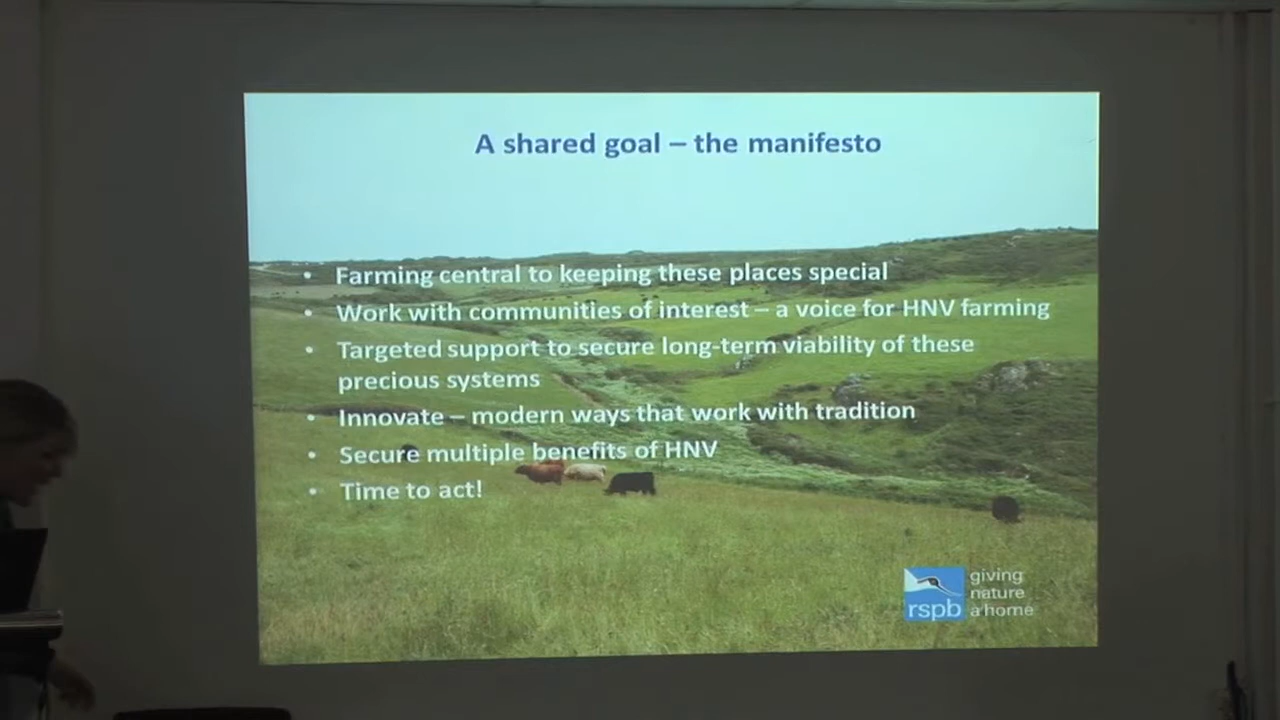 A shared goal – the manifesto
• Farming central to keeping these places special
• Work with communities of interest – a voice for HNV farming
• Targeted support to secure long-term viability of these
precious systems
• Innovate – modern ways that work with tradition
• Secure multiple benefits of HNV
• Time to act!
rspb
giving
nature
a home